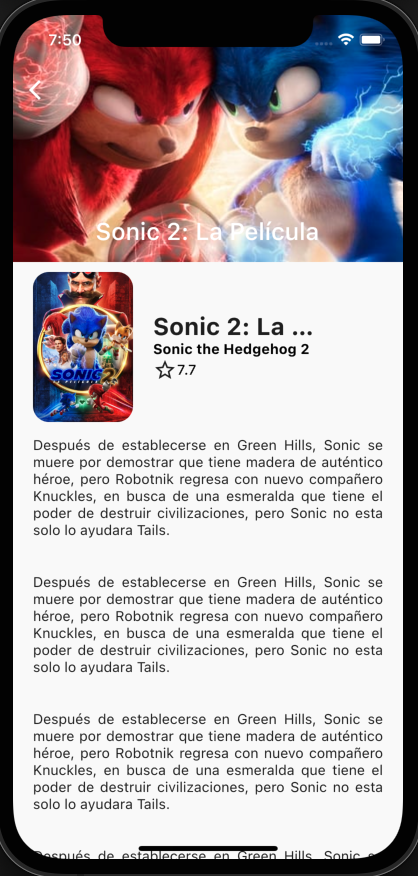 7:50
Sonic 2: La Película
SONIC 2
LA PELÍCULA
Sonic 2: La ...
Sonic the Hedgehog 2
7.7
Después de establecerse en Green Hills, Sonic se
muere por demostrar que tiene madera de auténtico
héroe, pero Robotnik regresa con nuevo compañero
Knuckles, en busca de una esmeralda que tiene el
poder de destruir civilizaciones, pero Sonic no esta
solo lo ayudara Tails.
Después de establecerse en Green Hills, Sonic se
muere por demostrar que tiene madera de auténtico
héroe, pero Robotnik regresa con nuevo compañero
Knuckles, en busca de una esmeralda que tiene el
poder de destruir civilizaciones, pero Sonic no esta
solo lo ayudara Tails.
Después de establecerse en Green Hills, Sonic se
muere por demostrar que tiene madera de auténtico
héroe, pero Robotnik regresa con nuevo compañero
Knuckles, en busca de una esmeralda que tiene el
poder de destruir civilizaciones, pero Sonic no esta
solo lo ayudara Tails.
Después de establecerse en Green Hills, Sonic se